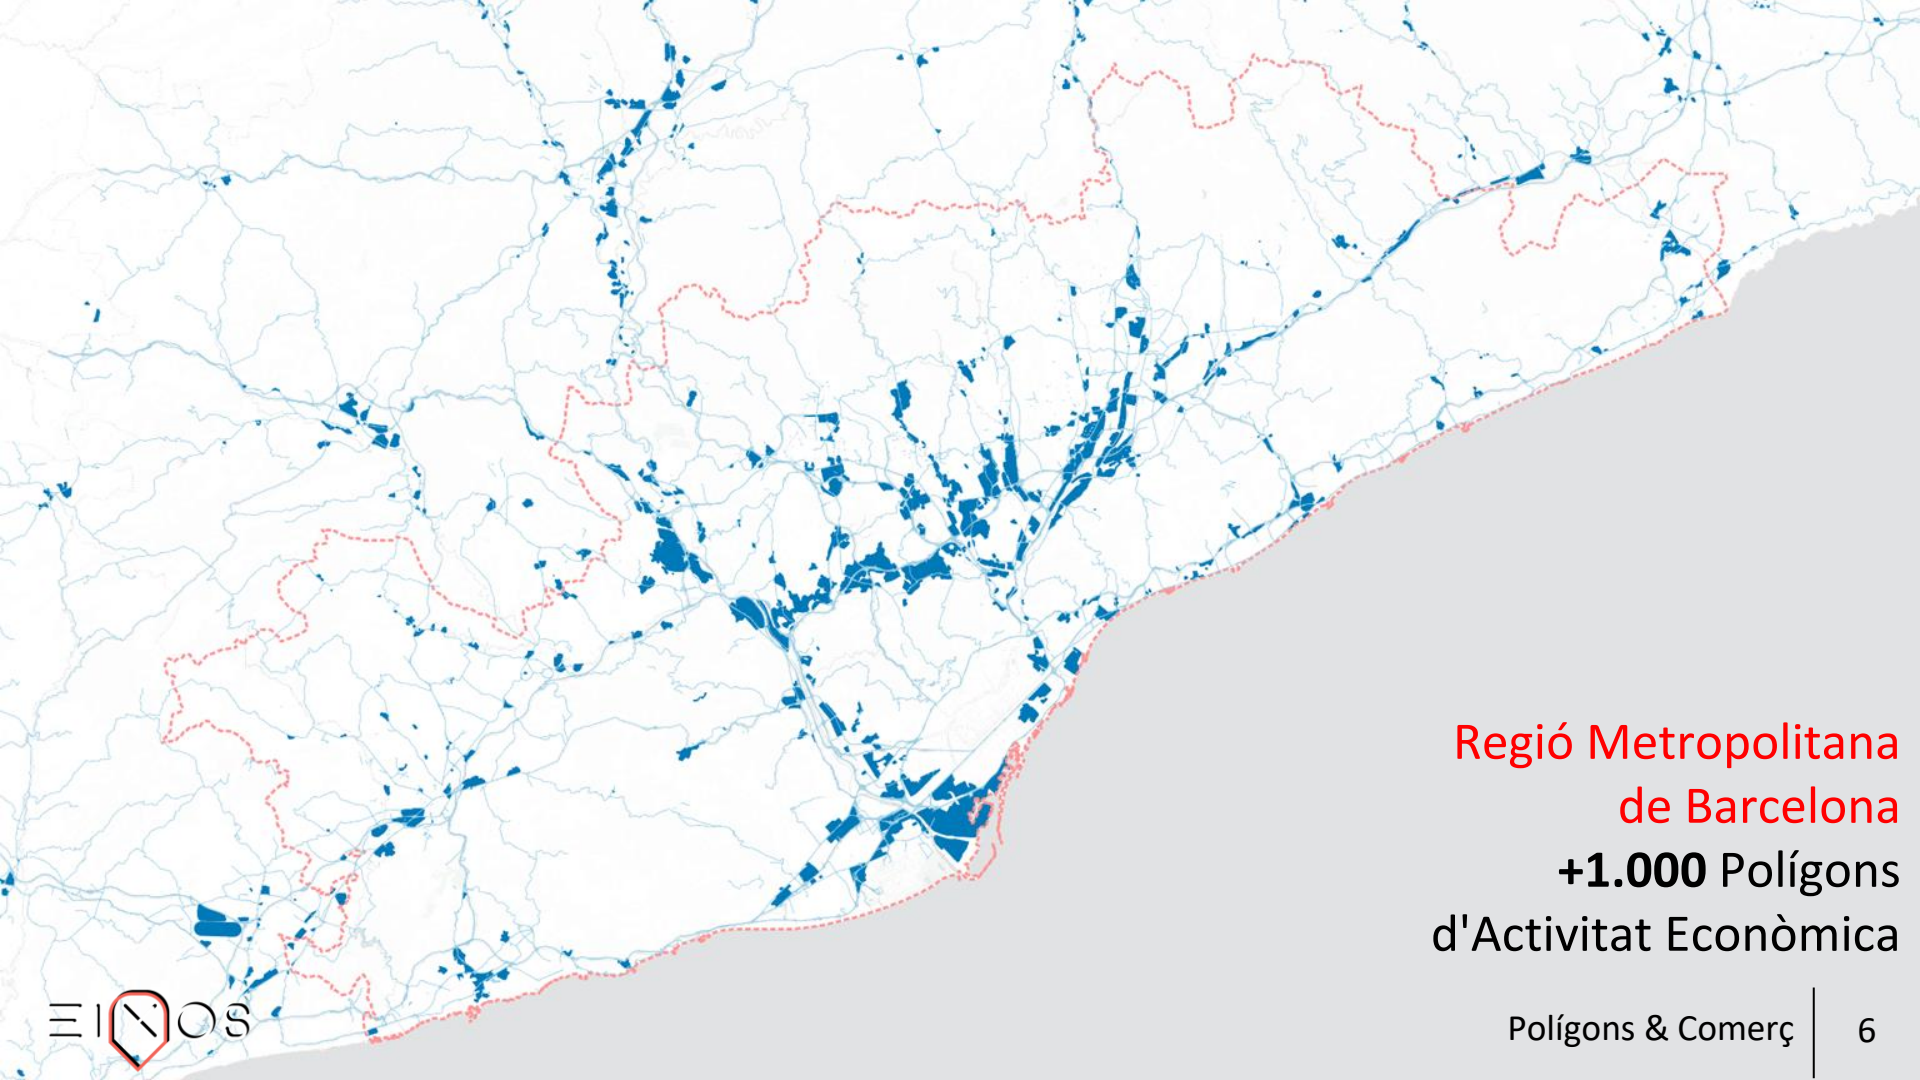 Regió Metropolitana
de Barcelona
+1.000 Polígons
d'Activitat Econòmica
EINOS
Polígons & Comerç
6